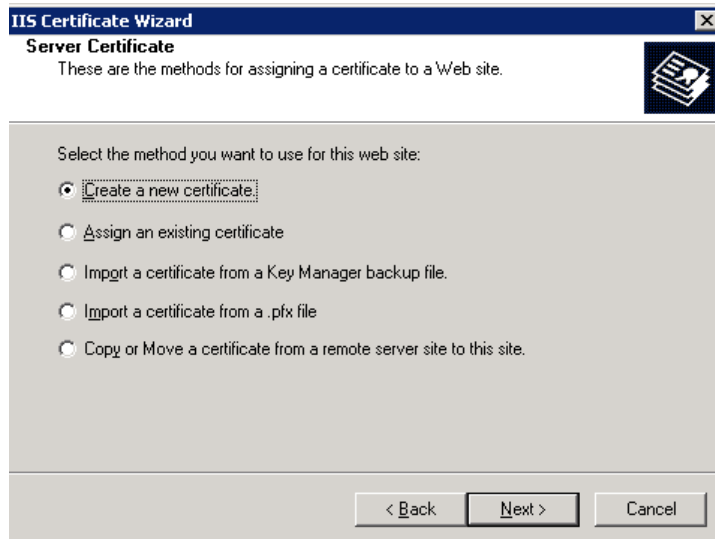 IIS Certificate Wizard
Server Certificate
These are the methods for assigning a certificate to a Web site.
Select the method you want to use for this web site:
Create a new certificate.
Assign an existing certificate
Import a certificate from a Key Manager backup file.
Import a certificate from a .pfx file
Copy or Move a certificate from a remote server site to this site.
< Back Next > Cancel